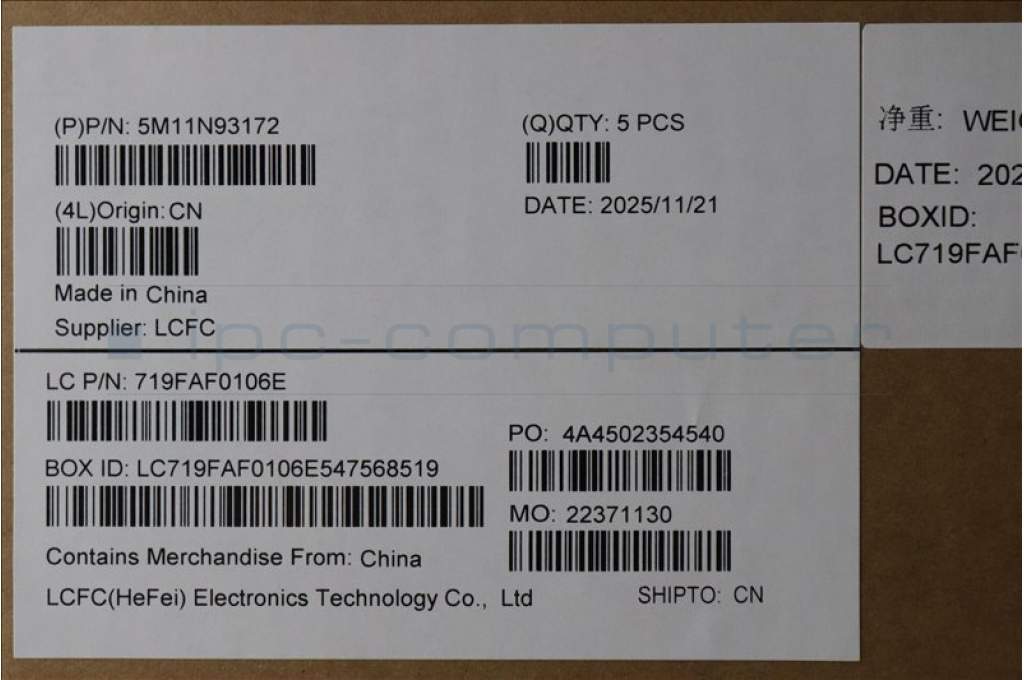 (P)P/N: 5M11N93172
(Q)QTY: 5 PCS
(4L)Origin: CN
DATE: 2025/11/21
Made in China
Supplier: LCFC
ipc-computer
LC P/N: 719FAF0106E
PO: 4A4502354540
BOX ID: LC719FAF0106E547568519
MO: 22371130
Contains Merchandise From: China
LCFC(HeFei) Electronics Technology Co., Ltd
SHIPTO: CN
净重:
DATE: 202
BOXID:
LC719FAF